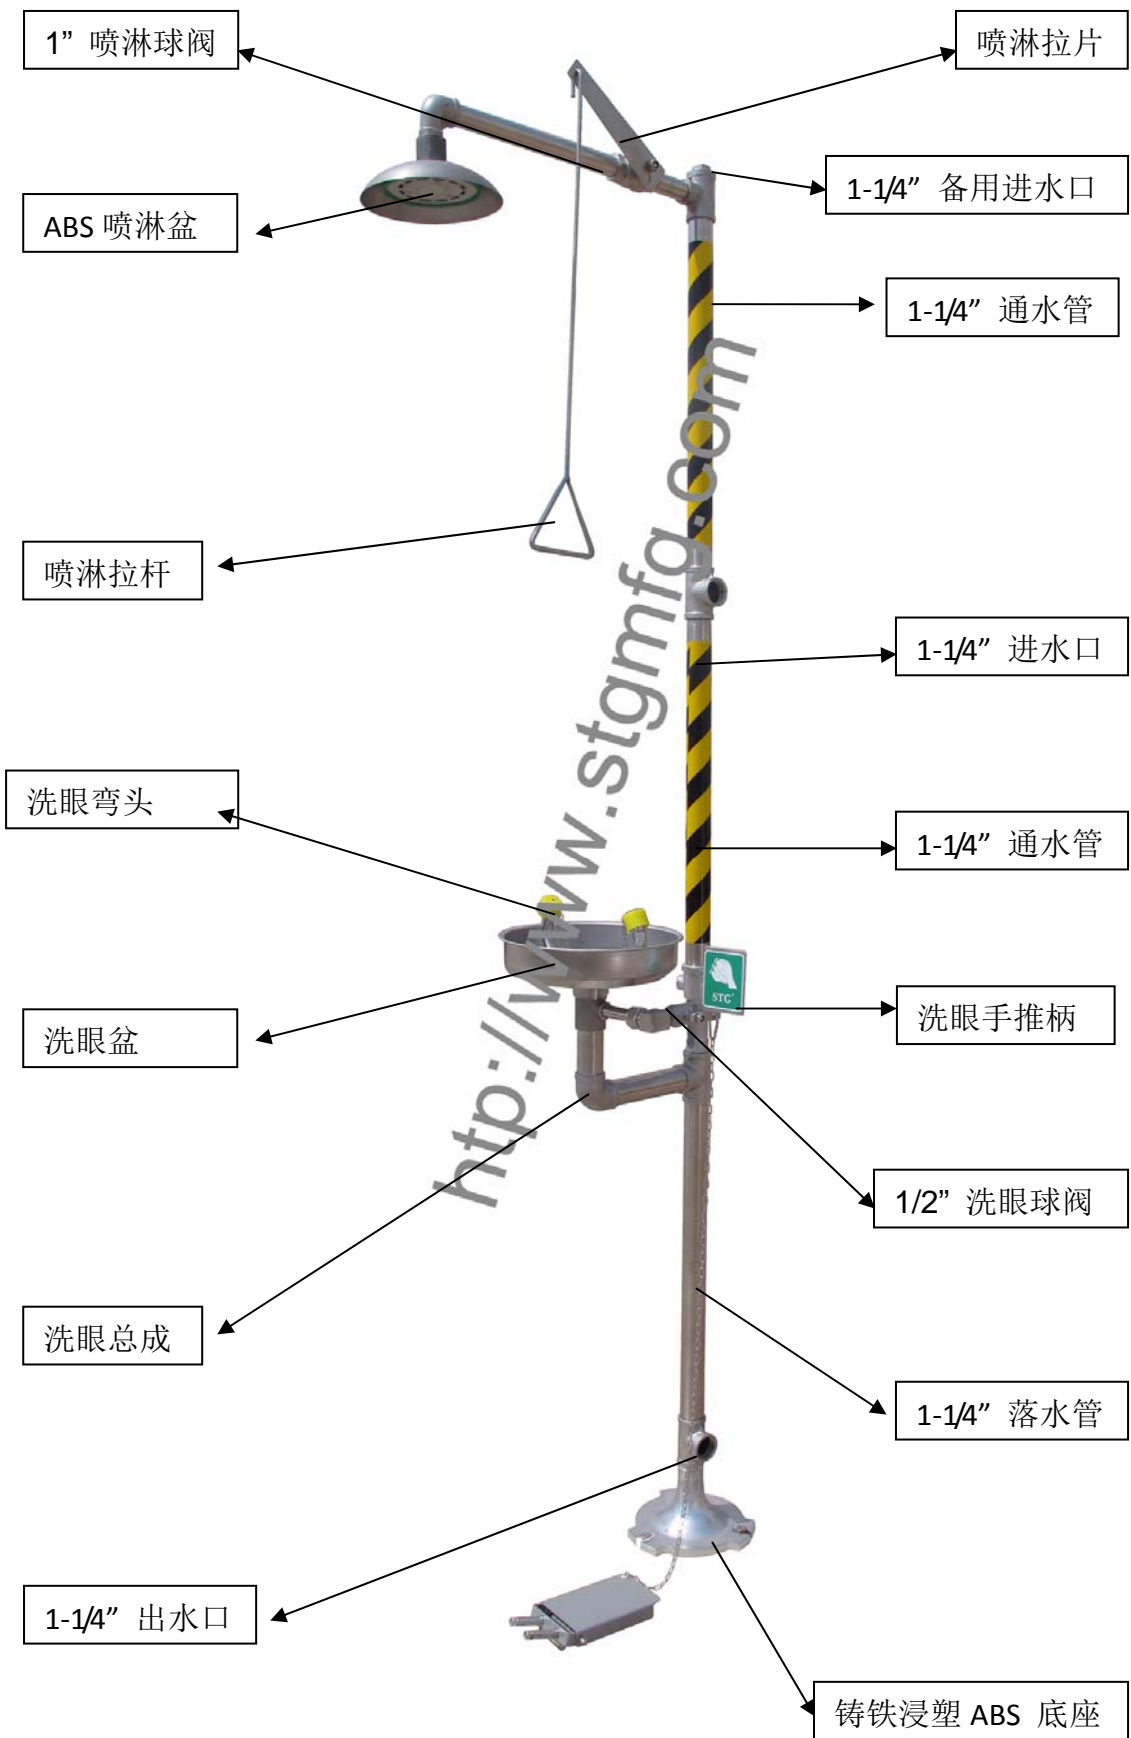 1” 喷淋球阀
喷淋拉片
1-1/4” 备用进水口
ABS 喷淋盆
1-1/4” 通水管
喷淋拉杆
1-1/4” 进水口
洗眼弯头
1-1/4” 通水管
STG®
洗眼手推柄
洗眼盆
1/2” 洗眼球阀
洗眼总成
1-1/4” 落水管
1-1/4” 出水口
铸铁浸塑 ABS 底座
http://www.stgmfg.com